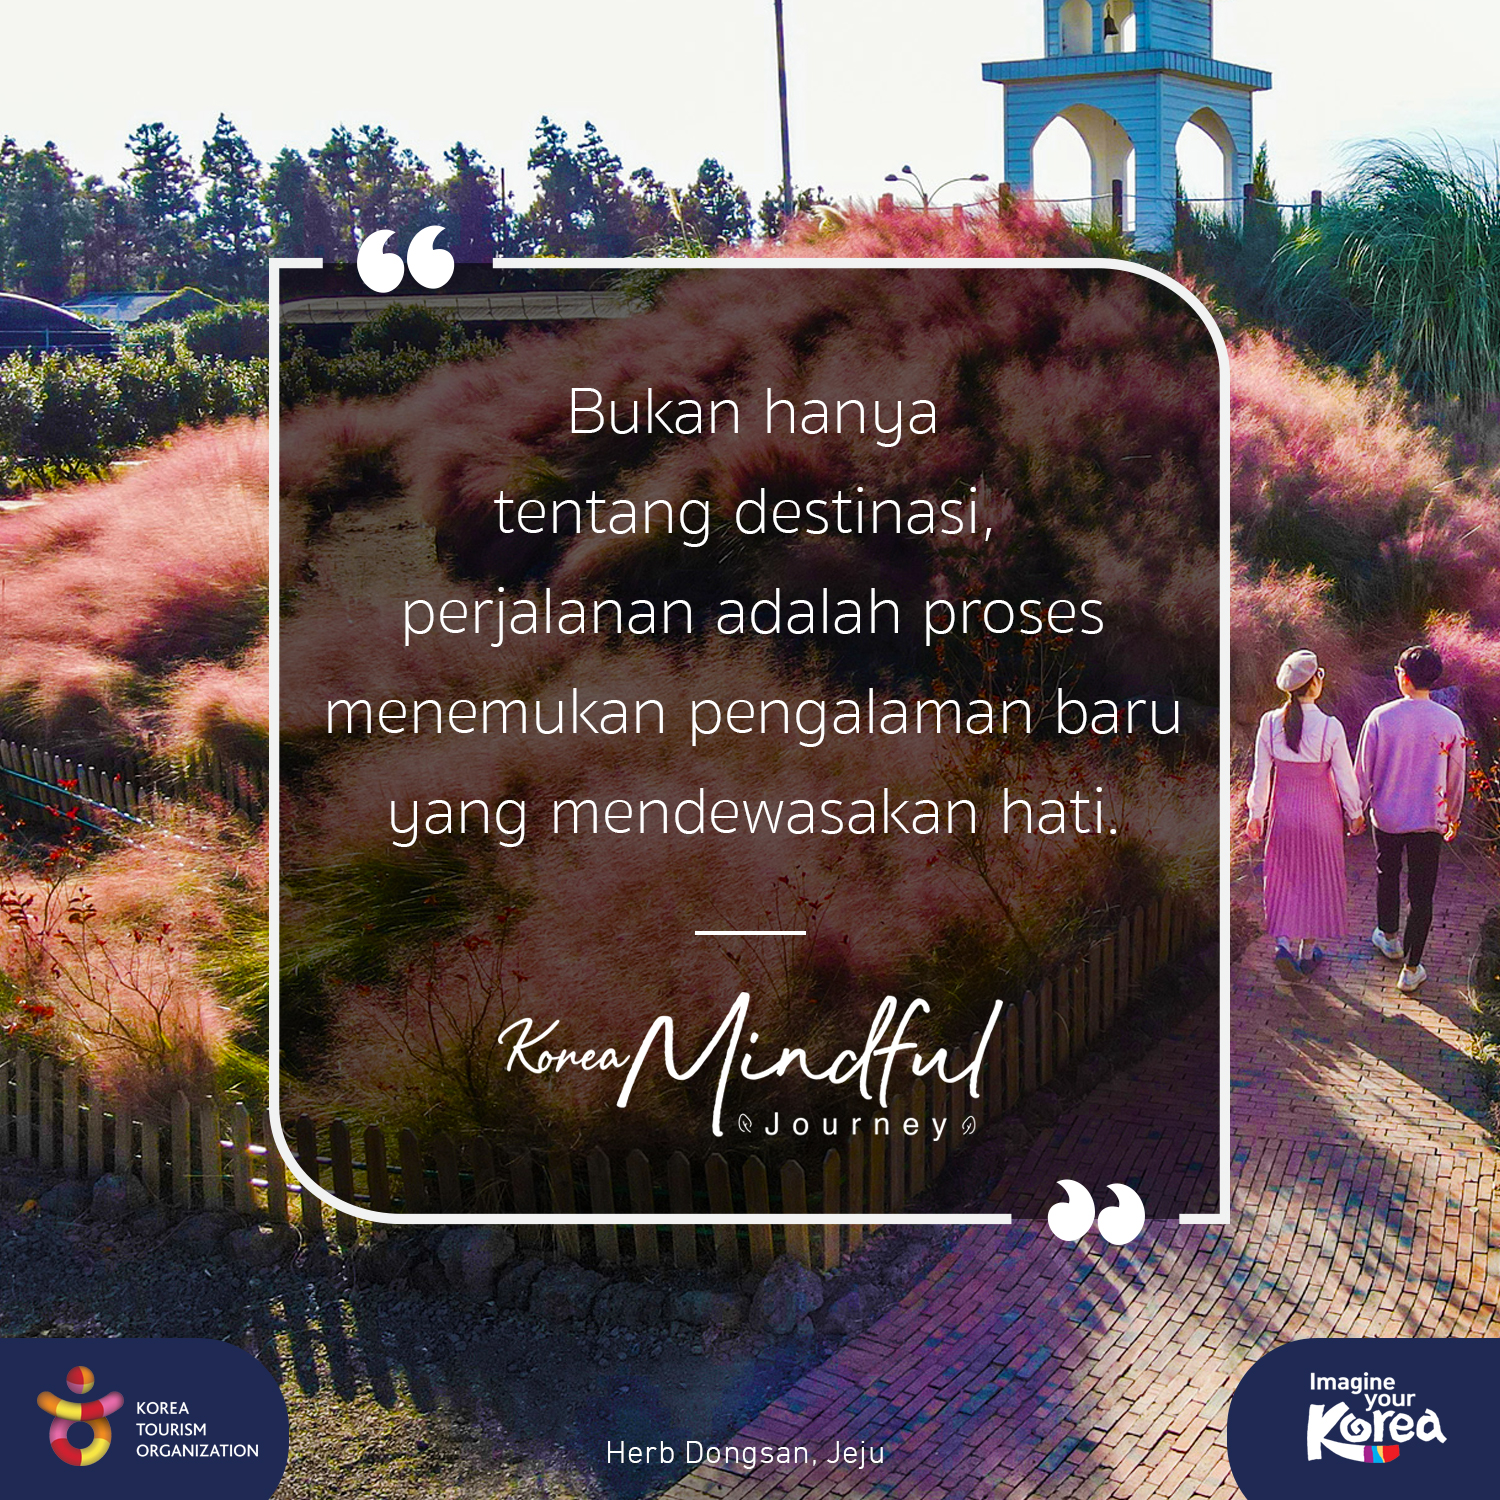 “
Bukan hanya
tentang destinasi,
perjalanan adalah proses
menemukan pengalaman baru
yang mendewasakan hati.
Korea Mindful
Journey
”
KOREA
TOURISM
ORGANIZATION
Herb Dongsan, Jeju
Imagine
your
Korea